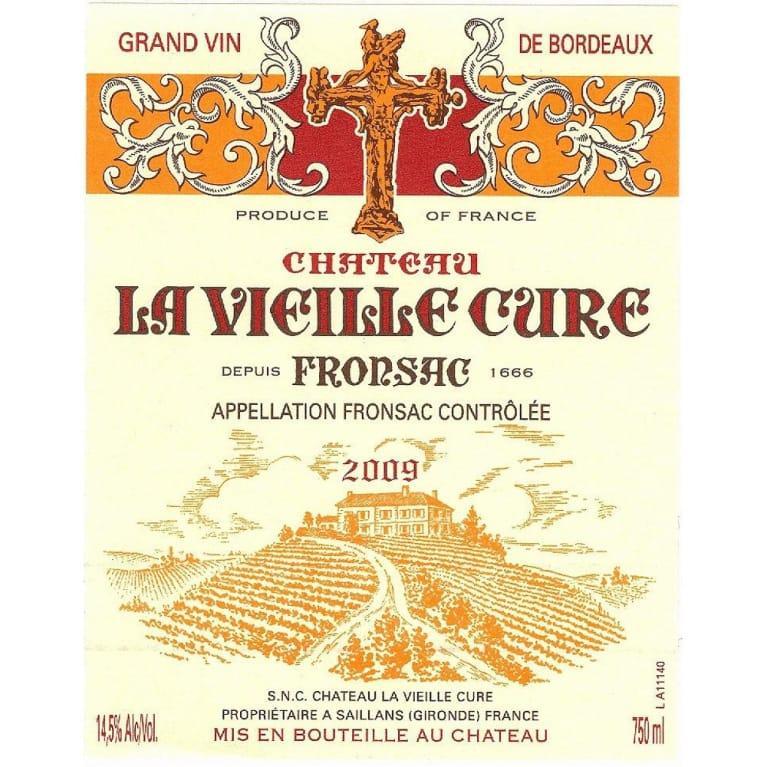 GRAND VIN DE BORDEAUX
PRODUCE OF FRANCE
CHATEAU
LA VIEILLE CURE
DEPUIS FRONSAC 1666
APPELLATION FRONSAC CONTRÔLÉE
2009
S.N.C. CHATEAU LA VIEILLE CURE
PROPRIÉTAIRE A SAILLANS (GIRONDE) FRANCE
14,5% Alc/Vol. MIS EN BOUTEILLE AU CHATEAU 750 ml
L A11140